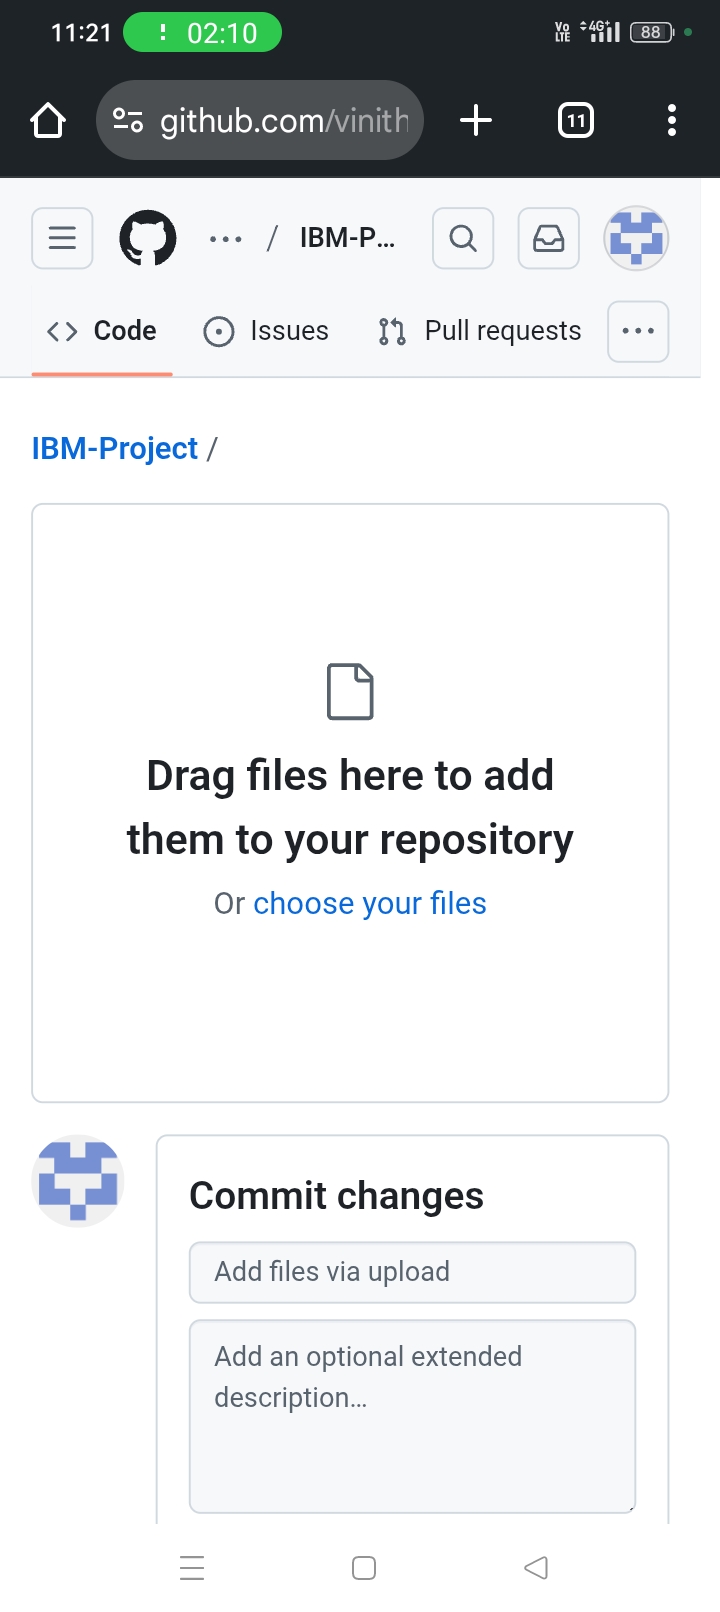 11:21 ! 02:10 Vo LTE 4G+ 88
github.com/vinith 11
/ IBM-P...
Code Issues Pull requests
IBM-Project /
Drag files here to add
them to your repository
Or choose your files
Commit changes
Add files via upload
Add an optional extended
description...